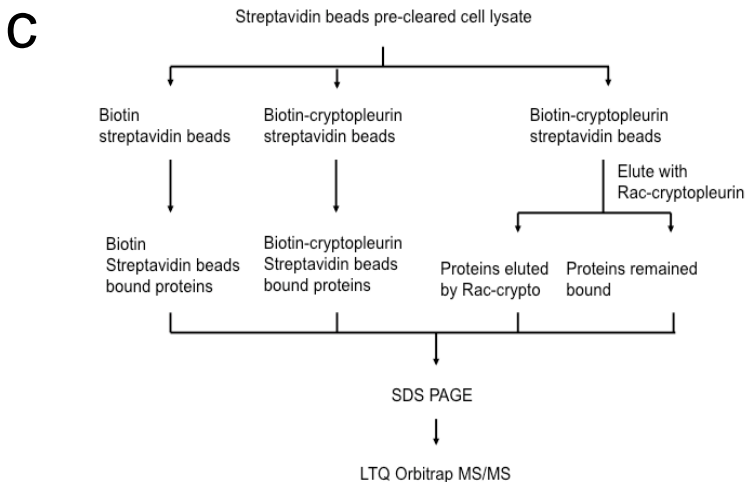 C
Streptavidin beads pre-cleared cell lysate
Biotin
streptavidin beads
Biotin-cryptopleurin
streptavidin beads
Biotin-cryptopleurin
streptavidin beads
Elute with
Rac-cryptopleurin
Biotin
Streptavidin beads
bound proteins
Biotin-cryptopleurin
Streptavidin beads
bound proteins
Proteins eluted
by Rac-crypto
Proteins remained
bound
SDS PAGE
LTQ Orbitrap MS/MS